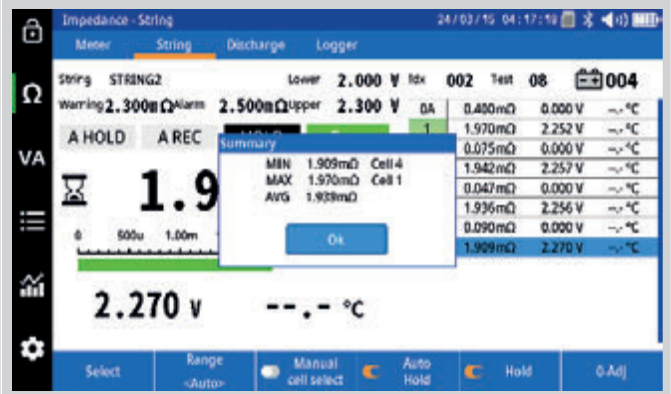 Impedance - String 24/03/15 04:17:18
Meter String Discharge Logger
String STRING2 Lower 2.000 V Idx 002 Test 08 004
Warning 2.300mΩ Alarm 2.500mΩ Upper 2.300 V
0A 0.400mΩ 0.000 V --.-°C
A HOLD A REC
1 1.970mΩ 2.252 V --.-°C
0.075mΩ 0.000 V --.-°C
1.942mΩ 2.257 V --.-°C
0.047mΩ 0.000 V --.-°C
1.936mΩ 2.256 V --.-°C
0.090mΩ 0.000 V --.-°C
1.909mΩ 2.270 V --.-°C
Summary
MIN 1.909mΩ Cell 4
MAX 1.970mΩ Cell 1
AVG 1.939mΩ
Ok
Ω
VA
1.9
0 500u 1.00m
2.270 V --.- °C
Select
Range
<Auto>
Manual
cell select
Auto
Hold
Hold
0-Adj